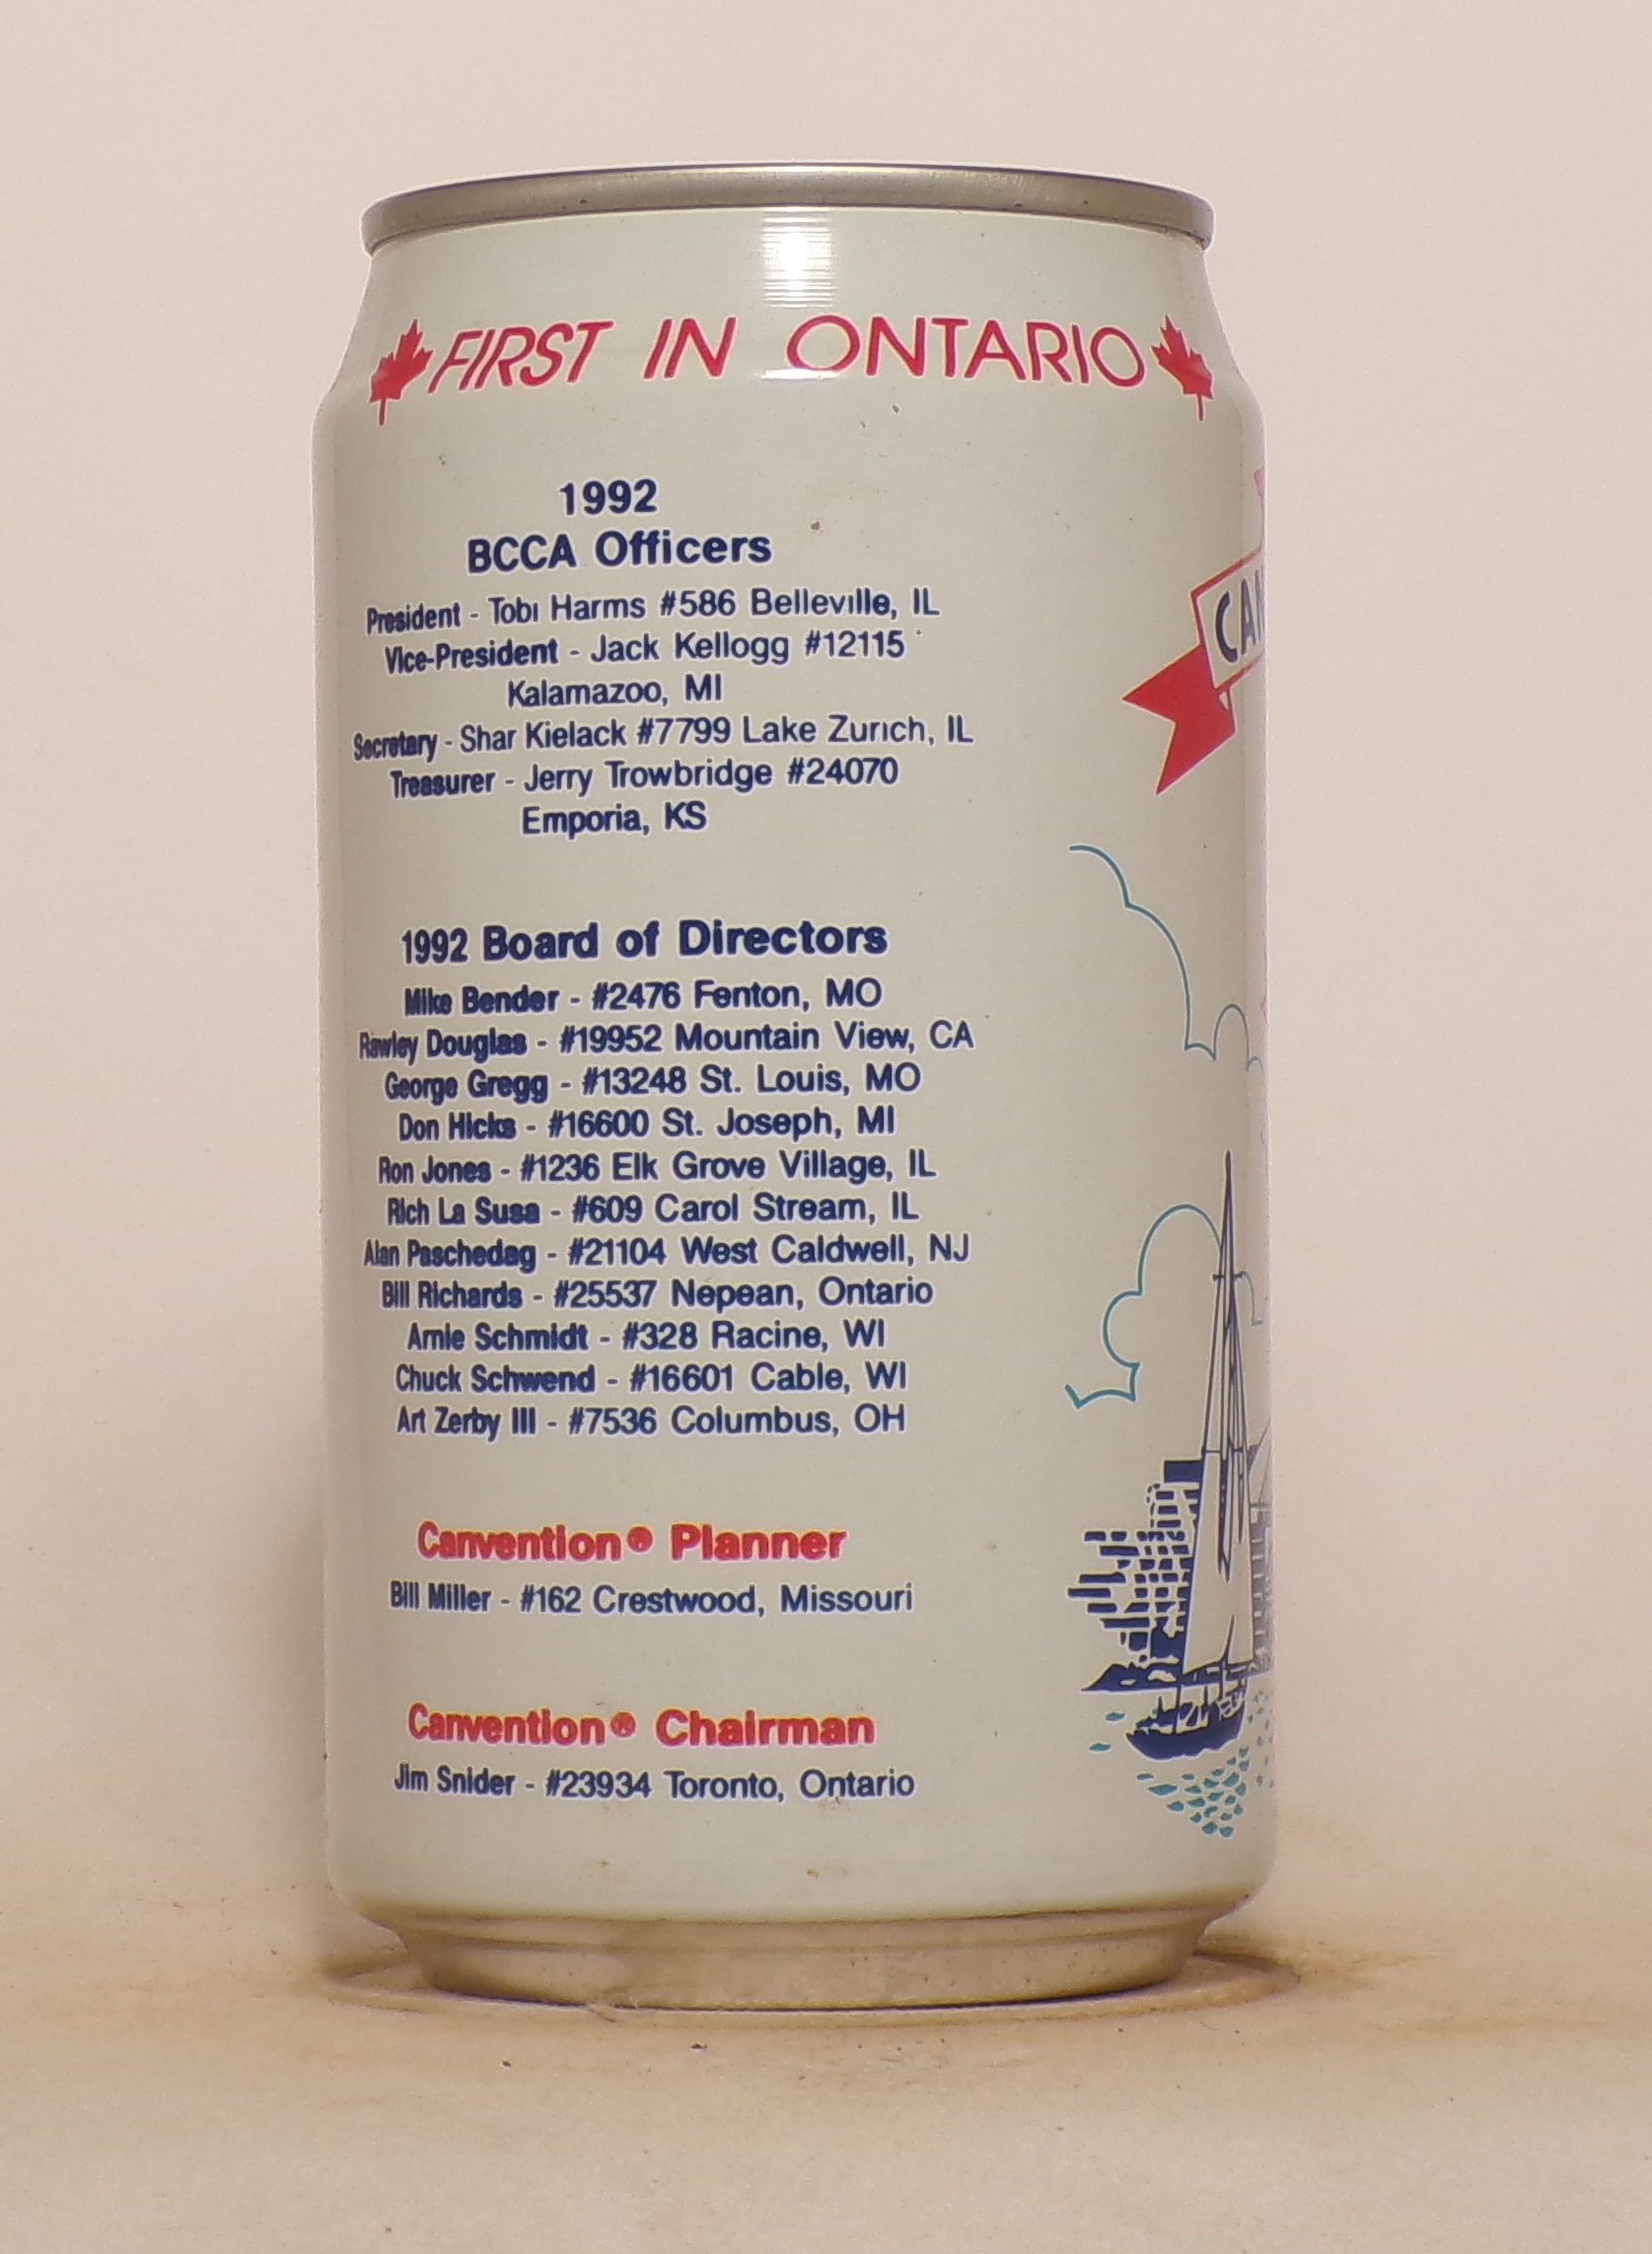 FIRST IN ONTARIO
1992
BCCA Officers
President - Tobi Harms #586 Belleville, IL
Vice-President - Jack Kellogg #12115
Kalamazoo, MI
Secretary - Shar Kielack #7799 Lake Zurich, IL
Treasurer - Jerry Trowbridge #24070
Emporia, KS
1992 Board of Directors
Mike Bender - #2476 Fenton, MO
Rawley Douglas - #19952 Mountain View, CA
George Gregg - #13248 St. Louis, MO
Don Hicks - #16600 St. Joseph, MI
Ron Jones - #1236 Elk Grove Village, IL
Rich La Susa - #609 Carol Stream, IL
Alan Paschedag - #21104 West Caldwell, NJ
Bill Richards - #25537 Nepean, Ontario
Arnie Schmidt - #328 Racine, WI
Chuck Schwend - #16601 Cable, WI
Art Zerby III - #7536 Columbus, OH
Canvention® Planner
Bill Miller - #162 Crestwood, Missouri
Canvention® Chairman
Jim Snider - #23934 Toronto, Ontario